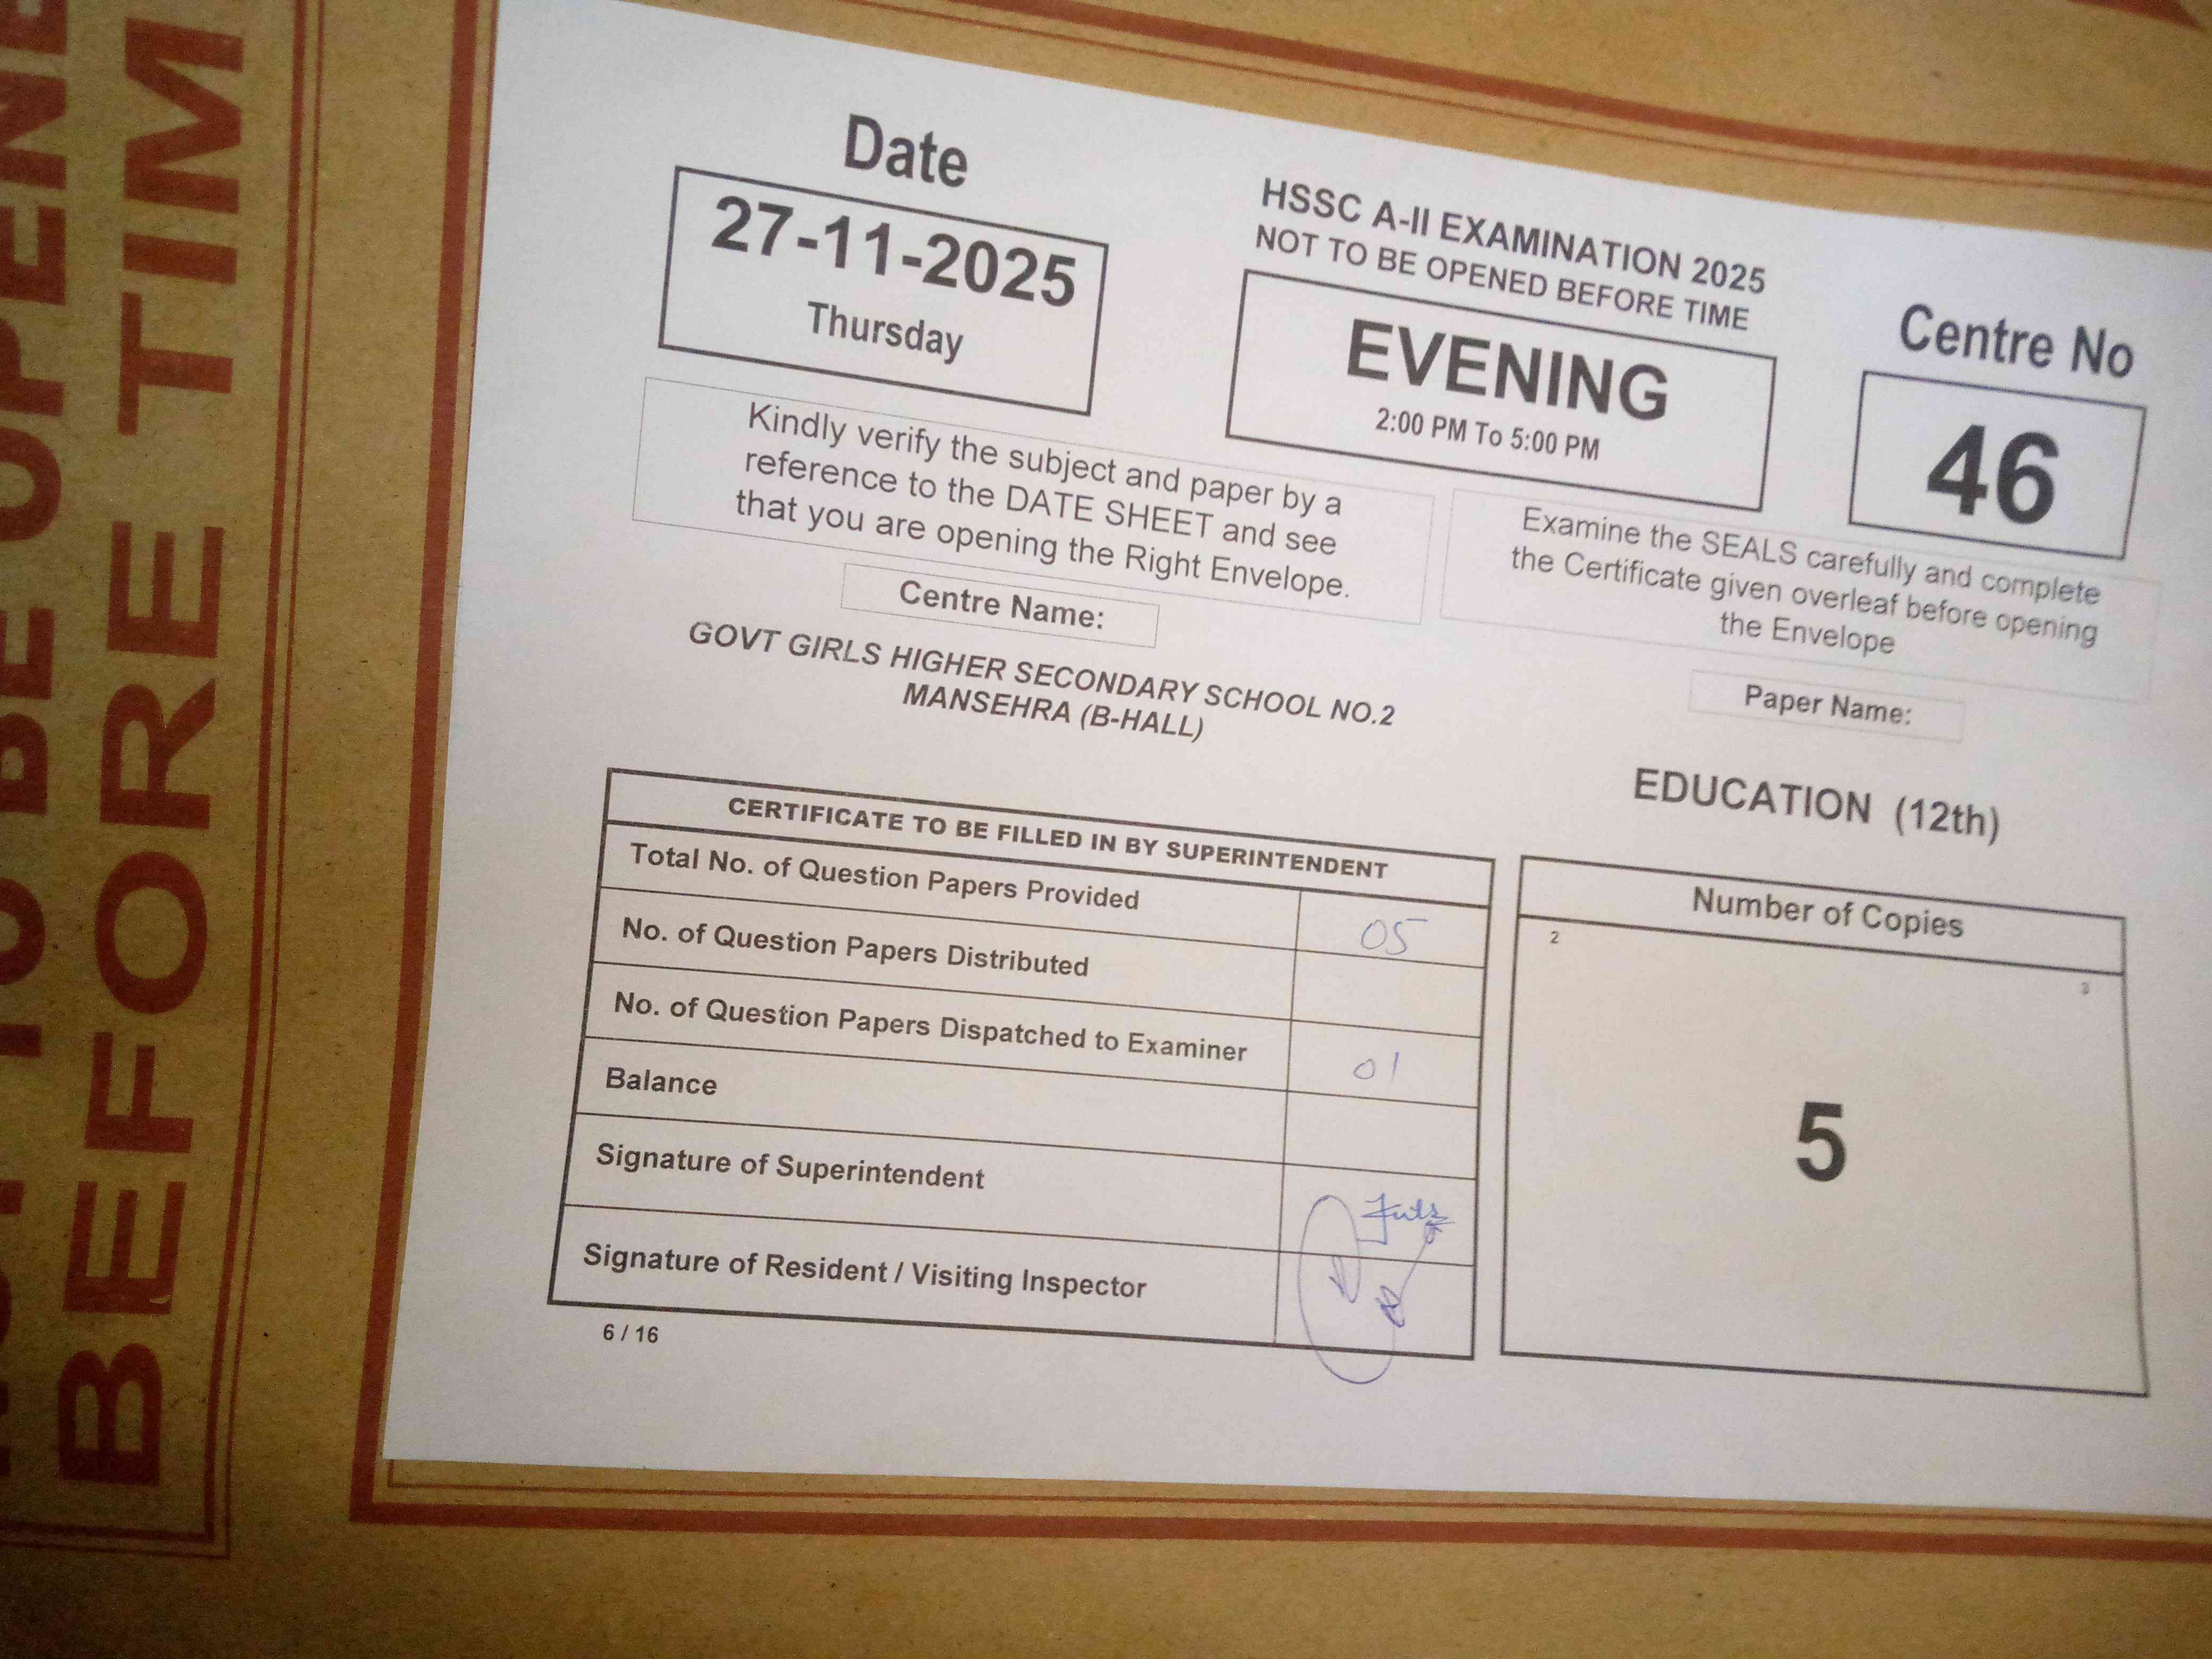 NOT TO BE OPENED
BEFORE TIM
Date
27-11-2025
Thursday
HSSC A-II EXAMINATION 2025
NOT TO BE OPENED BEFORE TIME
EVENING
2:00 PM To 5:00 PM
Centre No
46
Kindly verify the subject and paper by a
reference to the DATE SHEET and see
that you are opening the Right Envelope.
Examine the SEALS carefully and complete
the Certificate given overleaf before opening
the Envelope
Centre Name:
GOVT GIRLS HIGHER SECONDARY SCHOOL NO.2
MANSEHRA (B-HALL)
Paper Name:
EDUCATION (12th)
CERTIFICATE TO BE FILLED IN BY SUPERINTENDENT
Total No. of Question Papers Provided 05
No. of Question Papers Distributed
No. of Question Papers Dispatched to Examiner 01
Balance
Signature of Superintendent
Signature of Resident / Visiting Inspector
6 / 16
Number of Copies
2
3
5